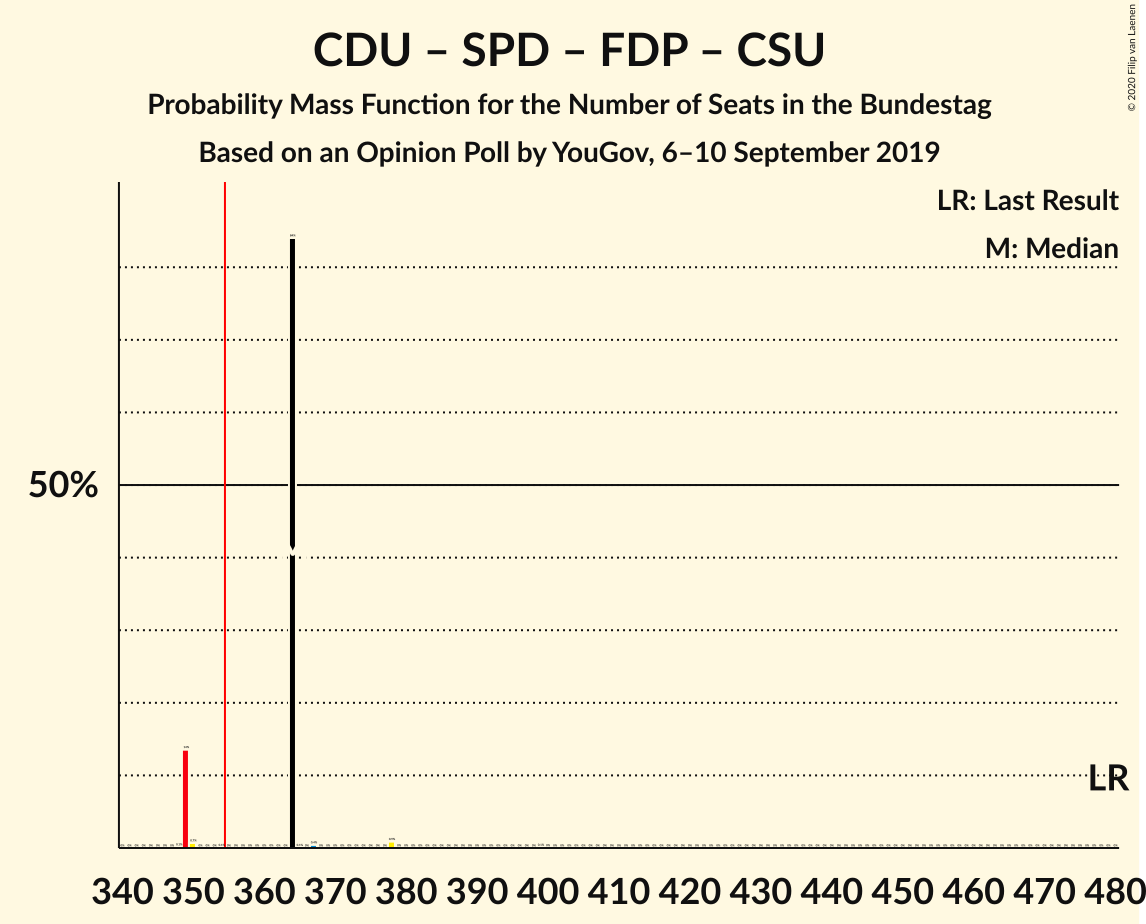 CDU – SPD – FDP – CSU
Probability Mass Function for the Number of Seats in the Bundestag
Based on an Opinion Poll by YouGov, 6–10 September 2019
© 2020 Filip van Laenen
LR: Last Result
M: Median
50%
LR
340 350 360 370 380 390 400 410 420 430 440 450 460 470 480